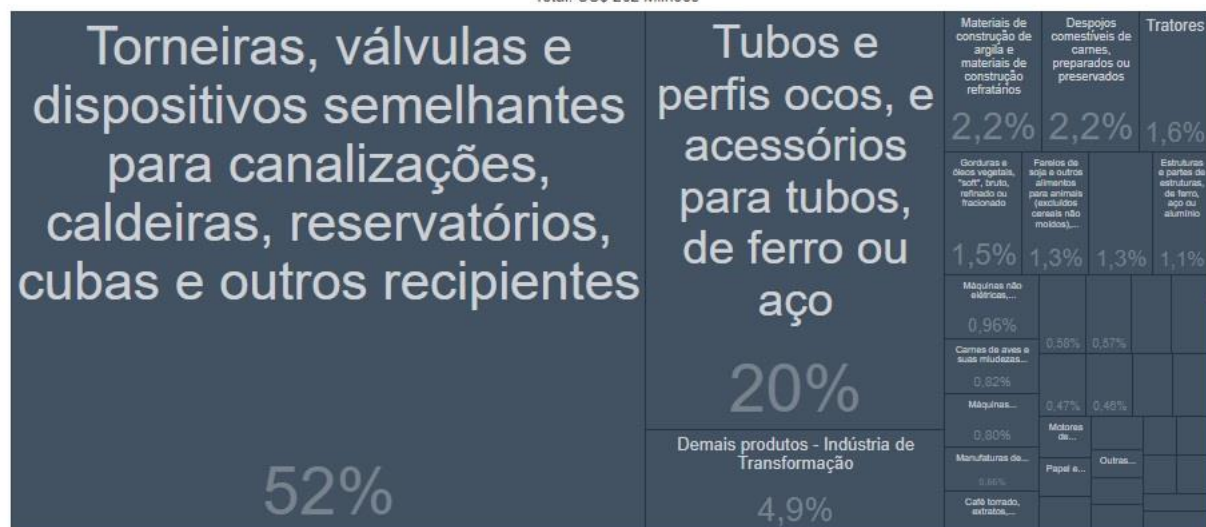 Torneiras, válvulas e
dispositivos semelhantes
para canalizações,
caldeiras, reservatórios,
cubas e outros recipientes
52%
Tubos e
perfis ocos, e
acessórios
para tubos,
de ferro ou
aço
20%
Demais produtos - Indústria de
Transformação
4,9%
Materiais de
construção de
argila e
materiais de
construção
refratários
2,2%
Despojos
comestíveis de
carnes,
preparados ou
preservados
2,2%
Tratores
1,6%
Gorduras e
óleos vegetais,
"soft", bruto,
refinado ou
fracionado
1,5%
Farelos de
soja e outros
alimentos
para animais
(excluídos
cereais não
moídos),...
1,3%
1,3%
Estruturas
e partes de
estruturas,
de ferro,
aço ou
alumínio
1,1%
Máquinas não
elétricas,...
0,96%
Carnes de aves e
suas miudezas...
0,82%
Máquinas...
0,80%
Manufaturas de...
0,66%
Café torrado,
extratos,...
0,58%
0,57%
0,47%
0,46%
Motores
de...
Papel e...
Outras...